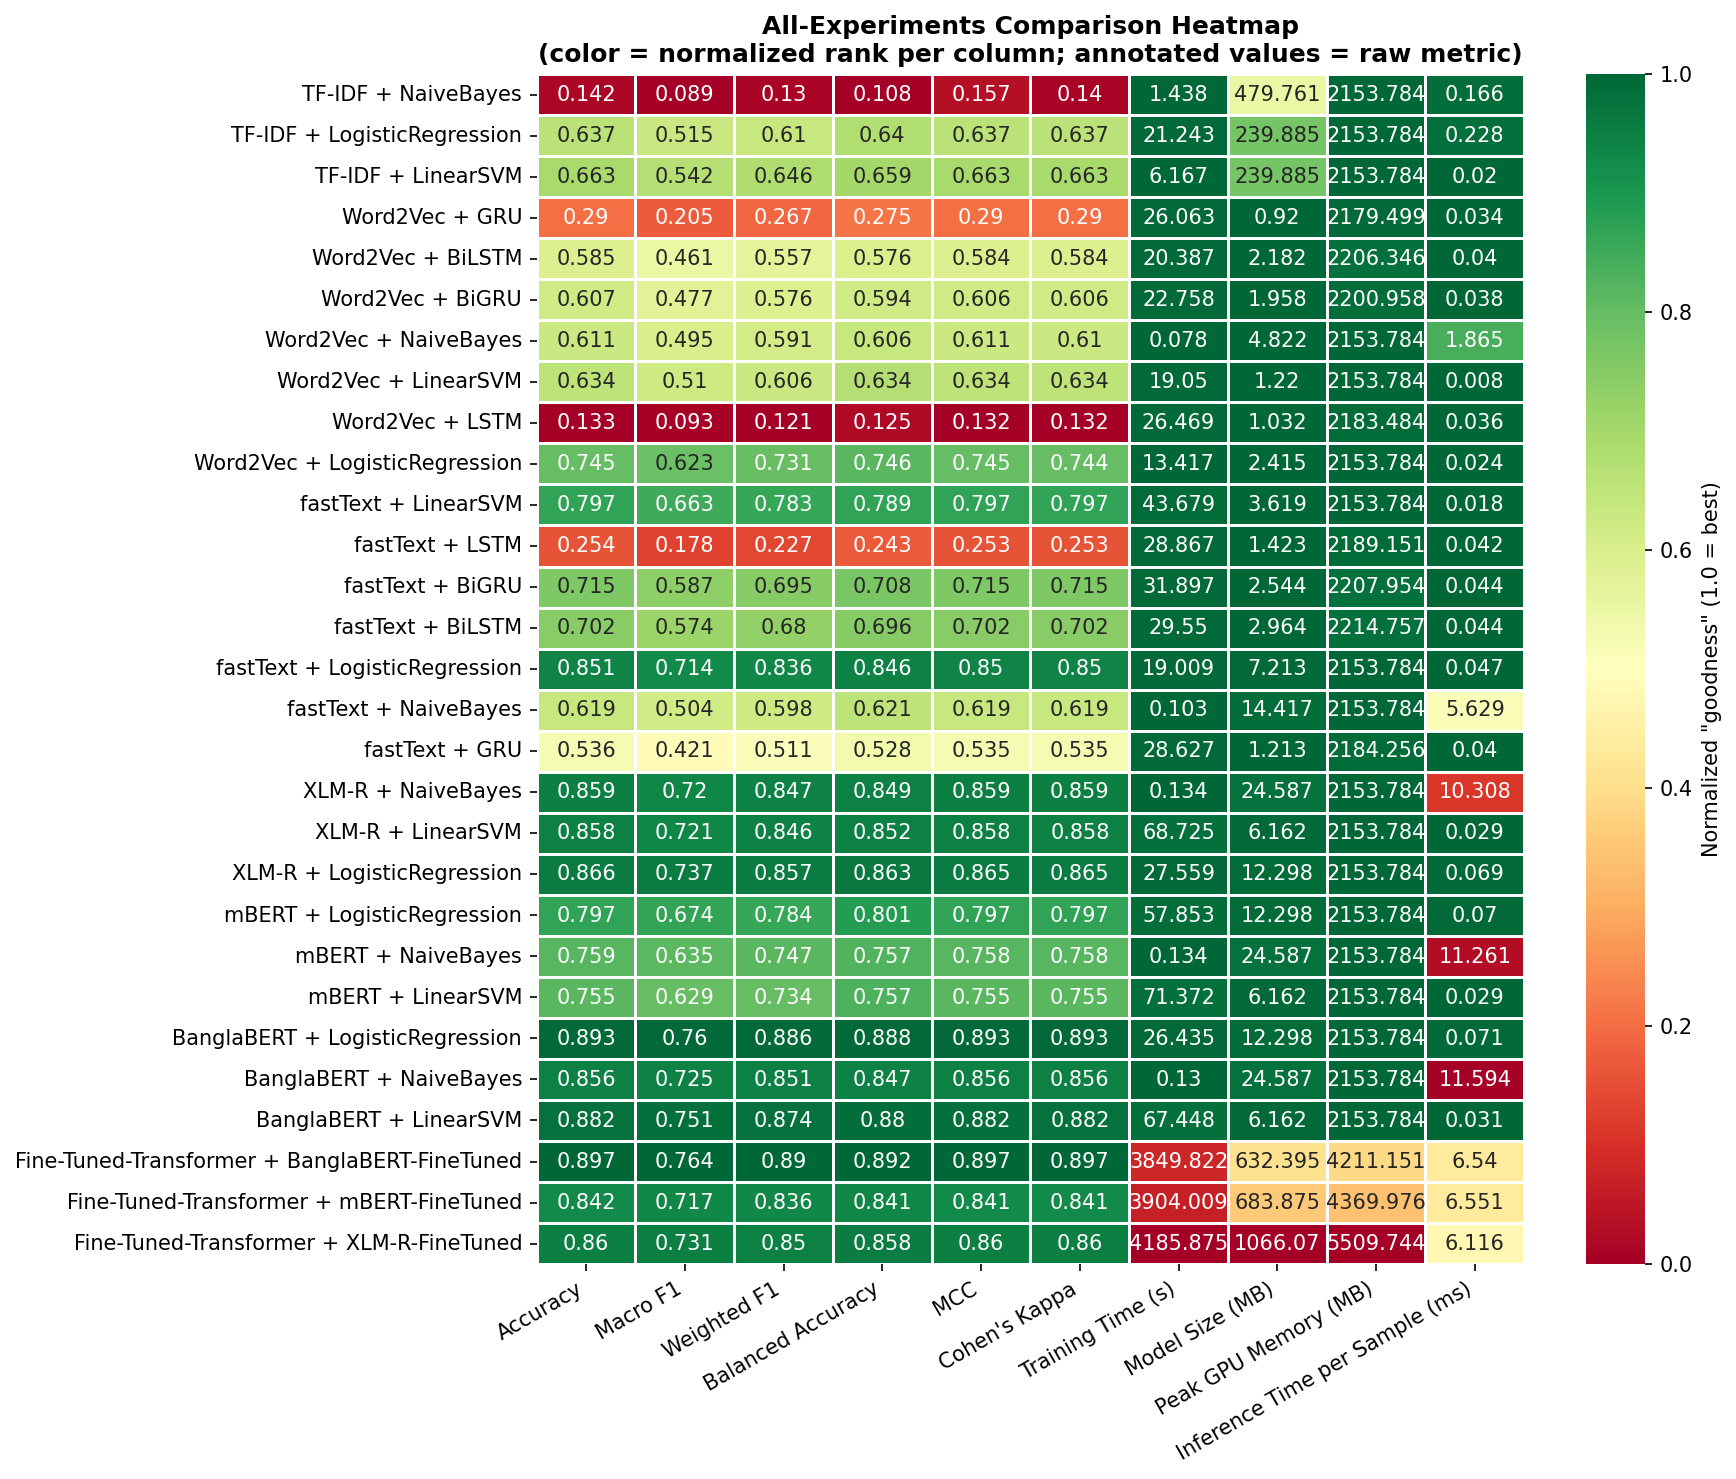 All-Experiments Comparison Heatmap
(color = normalized rank per column; annotated values = raw metric)
TF-IDF + NaiveBayes 0.142 0.089 0.13 0.108 0.157 0.14 1.438 479.761 2153.784 0.166
TF-IDF + LogisticRegression 0.637 0.515 0.61 0.64 0.637 0.637 21.243 239.885 2153.784 0.228
TF-IDF + LinearSVM 0.663 0.542 0.646 0.659 0.663 0.663 6.167 239.885 2153.784 0.02
Word2Vec + GRU 0.29 0.205 0.267 0.275 0.29 0.29 26.063 0.92 2179.499 0.034
Word2Vec + BiLSTM 0.585 0.461 0.557 0.576 0.584 0.584 20.387 2.182 2206.346 0.04
Word2Vec + BiGRU 0.607 0.477 0.576 0.594 0.606 0.606 22.758 1.958 2200.958 0.038
Word2Vec + NaiveBayes 0.611 0.495 0.591 0.606 0.611 0.61 0.078 4.822 2153.784 1.865
Word2Vec + LinearSVM 0.634 0.51 0.606 0.634 0.634 0.634 19.05 1.22 2153.784 0.008
Word2Vec + LSTM 0.133 0.093 0.121 0.125 0.132 0.132 26.469 1.032 2183.484 0.036
Word2Vec + LogisticRegression 0.745 0.623 0.731 0.746 0.745 0.744 13.417 2.415 2153.784 0.024
fastText + LinearSVM 0.797 0.663 0.783 0.789 0.797 0.797 43.679 3.619 2153.784 0.018
fastText + LSTM 0.254 0.178 0.227 0.243 0.253 0.253 28.867 1.423 2189.151 0.042
fastText + BiGRU 0.715 0.587 0.695 0.708 0.715 0.715 31.897 2.544 2207.954 0.044
fastText + BiLSTM 0.702 0.574 0.68 0.696 0.702 0.702 29.55 2.964 2214.757 0.044
fastText + LogisticRegression 0.851 0.714 0.836 0.846 0.85 0.85 19.009 7.213 2153.784 0.047
fastText + NaiveBayes 0.619 0.504 0.598 0.621 0.619 0.619 0.103 14.417 2153.784 5.629
fastText + GRU 0.536 0.421 0.511 0.528 0.535 0.535 28.627 1.213 2184.256 0.04
XLM-R + NaiveBayes 0.859 0.72 0.847 0.849 0.859 0.859 0.134 24.587 2153.784 10.308
XLM-R + LinearSVM 0.858 0.721 0.846 0.852 0.858 0.858 68.725 6.162 2153.784 0.029
XLM-R + LogisticRegression 0.866 0.737 0.857 0.863 0.865 0.865 27.559 12.298 2153.784 0.069
mBERT + LogisticRegression 0.797 0.674 0.784 0.801 0.797 0.797 57.853 12.298 2153.784 0.07
mBERT + NaiveBayes 0.759 0.635 0.747 0.757 0.758 0.758 0.134 24.587 2153.784 11.261
mBERT + LinearSVM 0.755 0.629 0.734 0.757 0.755 0.755 71.372 6.162 2153.784 0.029
BanglaBERT + LogisticRegression 0.893 0.76 0.886 0.888 0.893 0.893 26.435 12.298 2153.784 0.071
BanglaBERT + NaiveBayes 0.856 0.725 0.851 0.847 0.856 0.856 0.13 24.587 2153.784 11.594
BanglaBERT + LinearSVM 0.882 0.751 0.874 0.88 0.882 0.882 67.448 6.162 2153.784 0.031
Fine-Tuned-Transformer + BanglaBERT-FineTuned 0.897 0.764 0.89 0.892 0.897 0.897 3849.822 632.395 4211.151 6.54
Fine-Tuned-Transformer + mBERT-FineTuned 0.842 0.717 0.836 0.841 0.841 0.841 3904.009 683.875 4369.976 6.551
Fine-Tuned-Transformer + XLM-R-FineTuned 0.86 0.731 0.85 0.858 0.86 0.86 4185.875 1066.07 5509.744 6.116
Accuracy
Macro F1
Weighted F1
Balanced Accuracy
MCC
Cohen's Kappa
Training Time (s)
Model Size (MB)
Peak GPU Memory (MB)
Inference Time per Sample (ms)
1.0
0.8
0.6
0.4
0.2
0.0
Normalized "goodness" (1.0 = best)